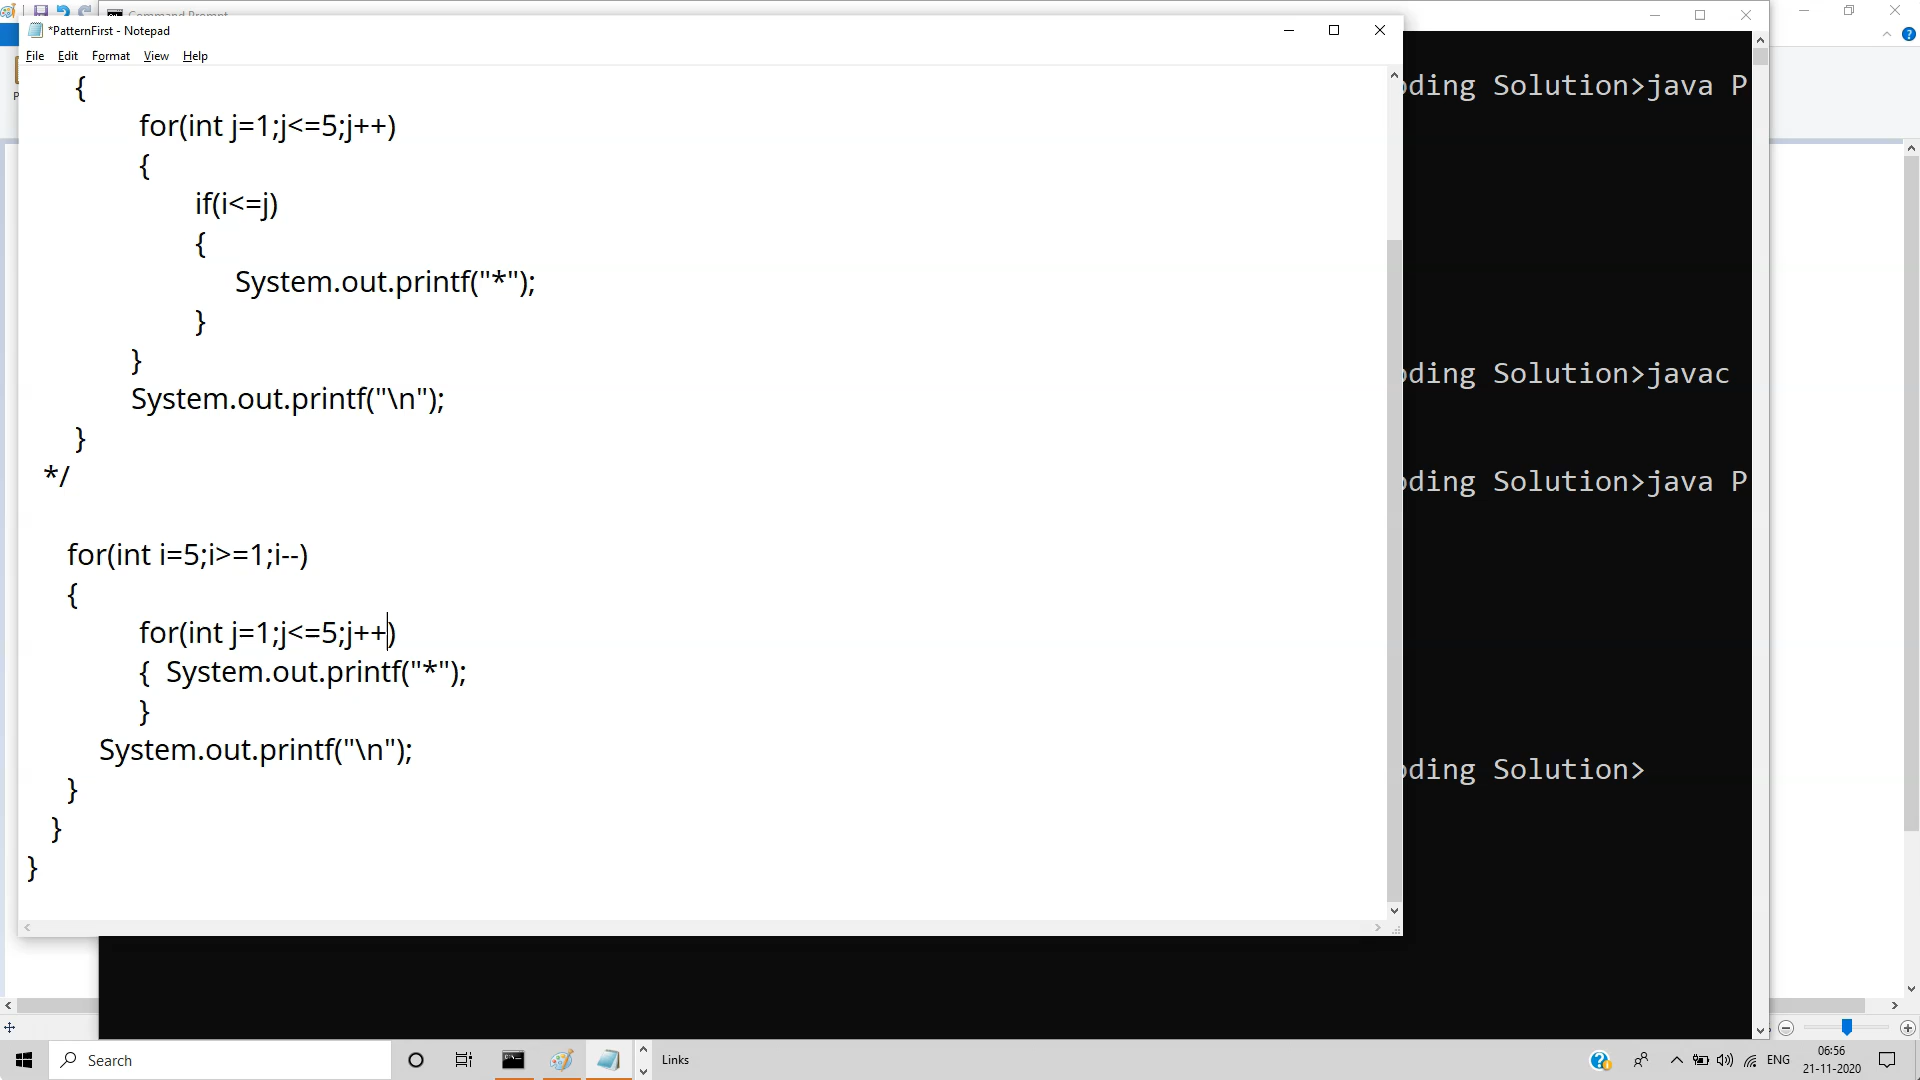 Command Prompt
*PatternFirst - Notepad
File Edit Format View Help
{
for(int j=1;j<=5;j++)
{
if(i<=j)
{
System.out.printf("*");
}
}
System.out.printf("\n");
}
*/
for(int i=5;i>=1;i--)
{
for(int j=1;j<=5;j++)
{ System.out.printf("*");
}
System.out.printf("\n");
}
}
}
ding Solution>java P
ding Solution>javac
ding Solution>java P
ding Solution>
Search
Links
ENG
06:56
21-11-2020